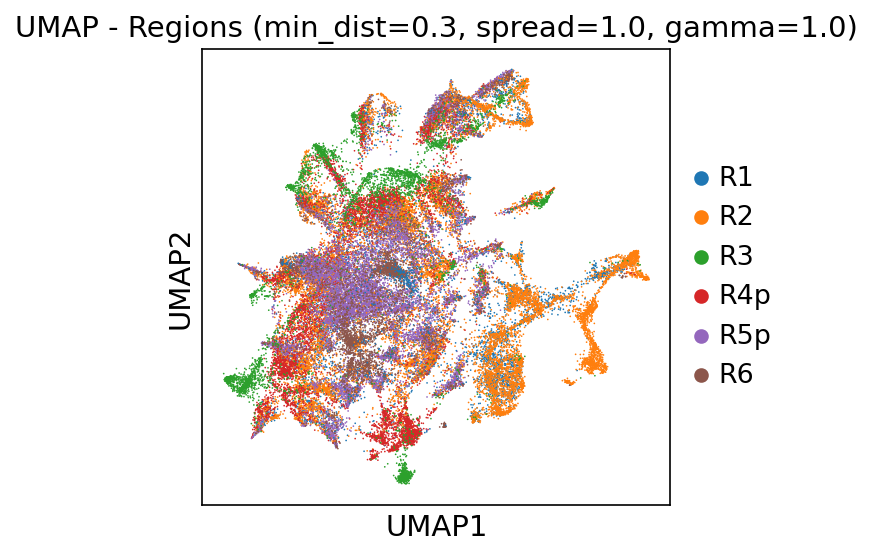 UMAP - Regions (min_dist=0.3, spread=1.0, gamma=1.0)
UMAP2
R1
R2
R3
R4p
R5p
R6
UMAP1